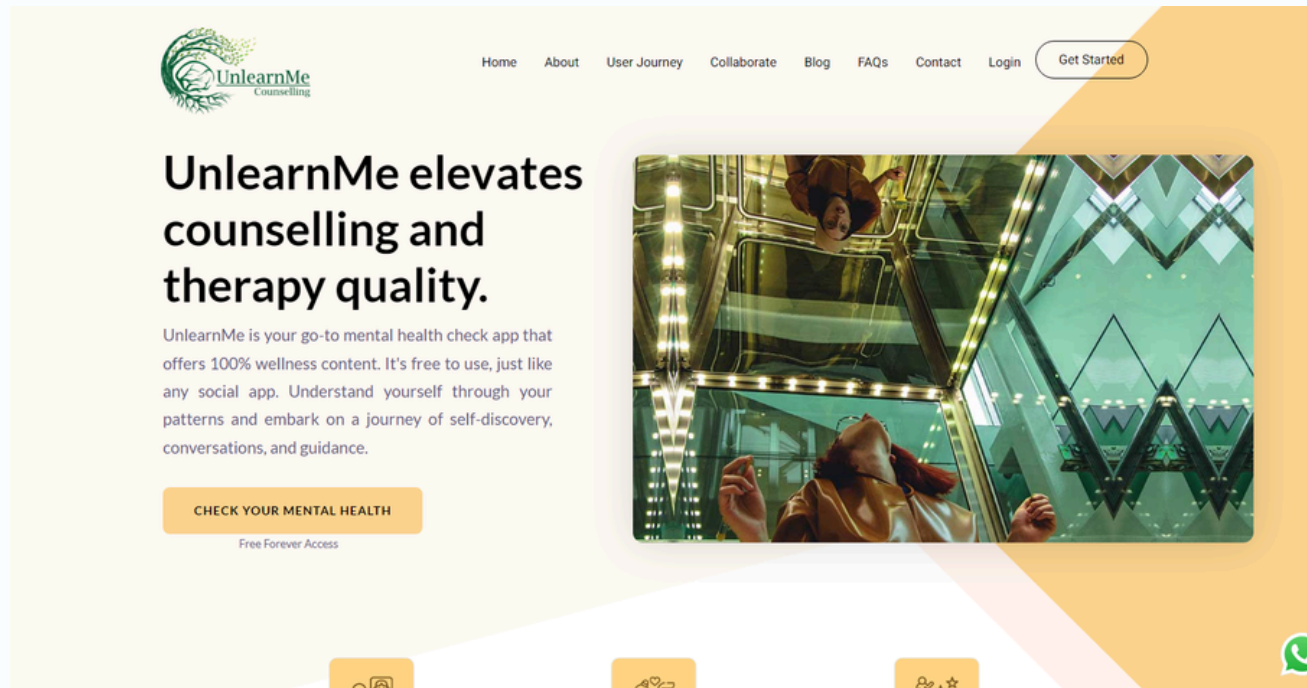 UnlearnMe
Counselling
Home About User Journey Collaborate Blog FAQs Contact Login Get Started
UnlearnMe elevates
counselling and
therapy quality.
UnlearnMe is your go-to mental health check app that
offers 100% wellness content. It's free to use, just like
any social app. Understand yourself through your
patterns and embark on a journey of self-discovery,
conversations, and guidance.
CHECK YOUR MENTAL HEALTH
Free Forever Access